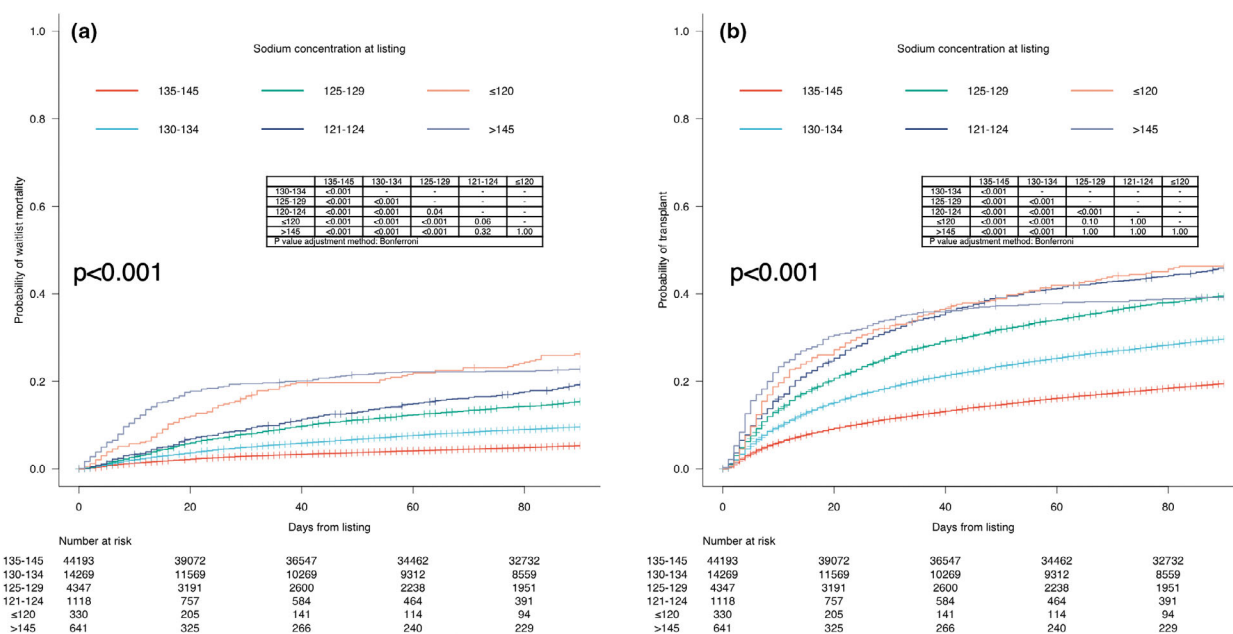 (a)
Sodium concentration at listing
135-145 125-129 ≤120
130-134 121-124 >145
135-145 130-134 125-129 121-124 ≤120
130-134 <0.001 - - - -
125-129 <0.001 <0.001 - - -
120-124 <0.001 <0.001 0.04 - -
≤120 <0.001 <0.001 <0.001 0.06 -
>145 <0.001 <0.001 <0.001 0.32 1.00
P value adjustment method: Bonferroni
p<0.001
Probability of waitlist mortality
1.0
0.8
0.6
0.4
0.2
0.0
0 20 40 60 80
Days from listing
Number at risk
135-145 44193 39072 36547 34462 32732
130-134 14269 11569 10269 9312 8559
125-129 4347 3191 2600 2238 1951
121-124 1118 757 584 464 391
≤120 330 205 141 114 94
>145 641 325 266 240 229
(b)
Sodium concentration at listing
135-145 125-129 ≤120
130-134 121-124 >145
135-145 130-134 125-129 121-124 ≤120
130-134 <0.001 - - - -
125-129 <0.001 <0.001 - - -
120-124 <0.001 <0.001 <0.001 - -
≤120 <0.001 <0.001 0.10 1.00 -
>145 <0.001 <0.001 1.00 1.00 1.00
P value adjustment method: Bonferroni
p<0.001
Probability of transplant
1.0
0.8
0.6
0.4
0.2
0.0
0 20 40 60 80
Days from listing
Number at risk
135-145 44193 39072 36547 34462 32732
130-134 14269 11569 10269 9312 8559
125-129 4347 3191 2600 2238 1951
121-124 1118 757 584 464 391
≤120 330 205 141 114 94
>145 641 325 266 240 229